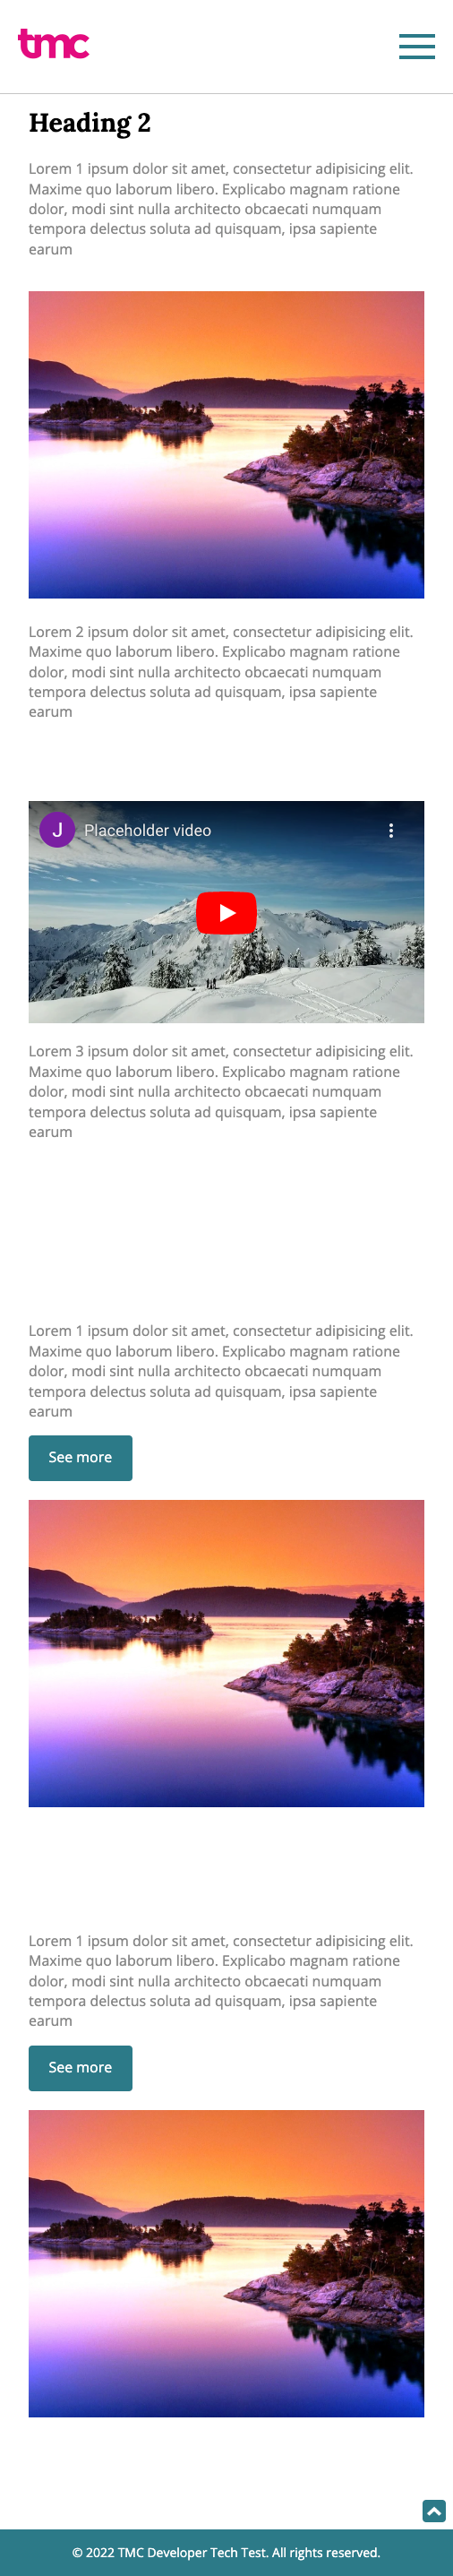 tmc
Heading 2
Lorem 1 ipsum dolor sit amet, consectetur adipisicing elit.
Maxime quo laborum libero. Explicabo magnam ratione
dolor, modi sint nulla architecto obcaecati numquam
tempora delectus soluta ad quisquam, ipsa sapiente
earum
Lorem 2 ipsum dolor sit amet, consectetur adipisicing elit.
Maxime quo laborum libero. Explicabo magnam ratione
dolor, modi sint nulla architecto obcaecati numquam
tempora delectus soluta ad quisquam, ipsa sapiente
earum
J Placeholder video
Lorem 3 ipsum dolor sit amet, consectetur adipisicing elit.
Maxime quo laborum libero. Explicabo magnam ratione
dolor, modi sint nulla architecto obcaecati numquam
tempora delectus soluta ad quisquam, ipsa sapiente
earum
Lorem 1 ipsum dolor sit amet, consectetur adipisicing elit.
Maxime quo laborum libero. Explicabo magnam ratione
dolor, modi sint nulla architecto obcaecati numquam
tempora delectus soluta ad quisquam, ipsa sapiente
earum
See more
Lorem 1 ipsum dolor sit amet, consectetur adipisicing elit.
Maxime quo laborum libero. Explicabo magnam ratione
dolor, modi sint nulla architecto obcaecati numquam
tempora delectus soluta ad quisquam, ipsa sapiente
earum
See more
© 2022 TMC Developer Tech Test. All rights reserved.